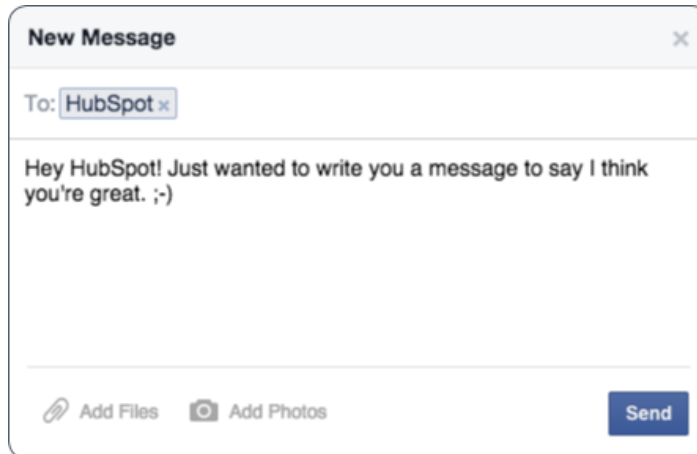 New Message ×
To: HubSpot ×
Hey HubSpot! Just wanted to write you a message to say I think
you're great. ;-)
Add Files Add Photos Send